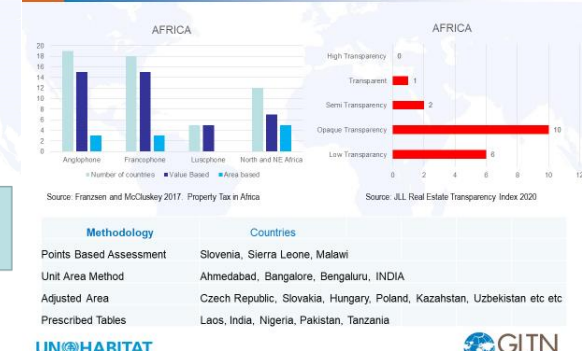 AFRICA
20
18
16
14
12
10
8
6
4
2
0
Anglophone Francophone Lusophone North and NE Africa
Number of countries Value Based Area based
Source: Franzsen and McCluskey 2017. Property Tax in Africa
AFRICA
High Transparency 0
Transparent 1
Semi Transparency 2
Opaque Transparency 10
Low Transparancy 6
0 2 4 6 8 10 12
Source: JLL Real Estate Transparency Index 2020
Methodology Countries
Points Based Assessment Slovenia, Sierra Leone, Malawi
Unit Area Method Ahmedabad, Bangalore, Bengaluru, INDIA
Adjusted Area Czech Republic, Slovakia, Hungary, Poland, Kazahstan, Uzbekistan etc etc
Prescribed Tables Laos, India, Nigeria, Pakistan, Tanzania
UN HABITAT
GLTN